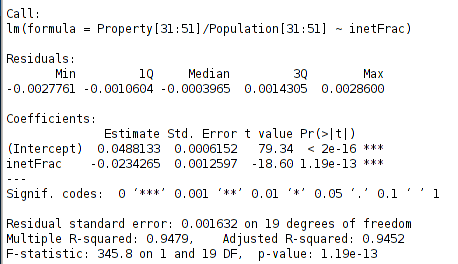 Call:
lm(formula = Property[31:51]/Population[31:51] ~ inetFrac)
Residuals:
Min 1Q Median 3Q Max
-0.0027761 -0.0010604 -0.0003965 0.0014305 0.0028600
Coefficients:
Estimate Std. Error t value Pr(>|t|)
(Intercept) 0.0488133 0.0006152 79.34 < 2e-16 ***
inetFrac -0.0234265 0.0012597 -18.60 1.19e-13 ***
---
Signif. codes: 0 ‘***’ 0.001 ‘**’ 0.01 ‘*’ 0.05 ‘.’ 0.1 ‘ ’ 1
Residual standard error: 0.001632 on 19 degrees of freedom
Multiple R-squared: 0.9479, Adjusted R-squared: 0.9452
F-statistic: 345.8 on 1 and 19 DF, p-value: 1.19e-13